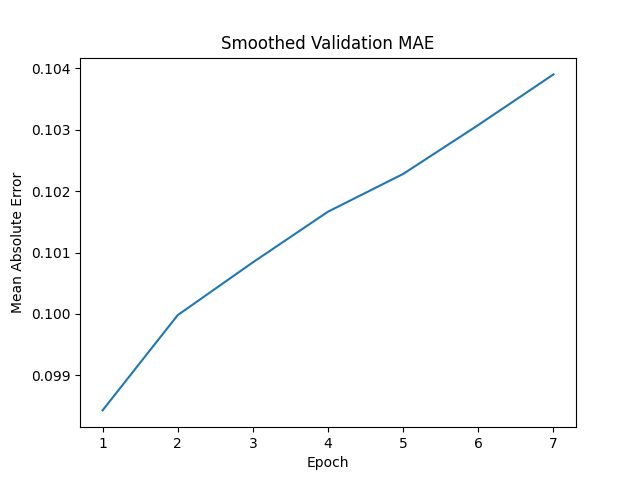 Smoothed Validation MAE
0.104
0.103
0.102
0.101
0.100
0.099
Mean Absolute Error
1 2 3 4 5 6 7
Epoch